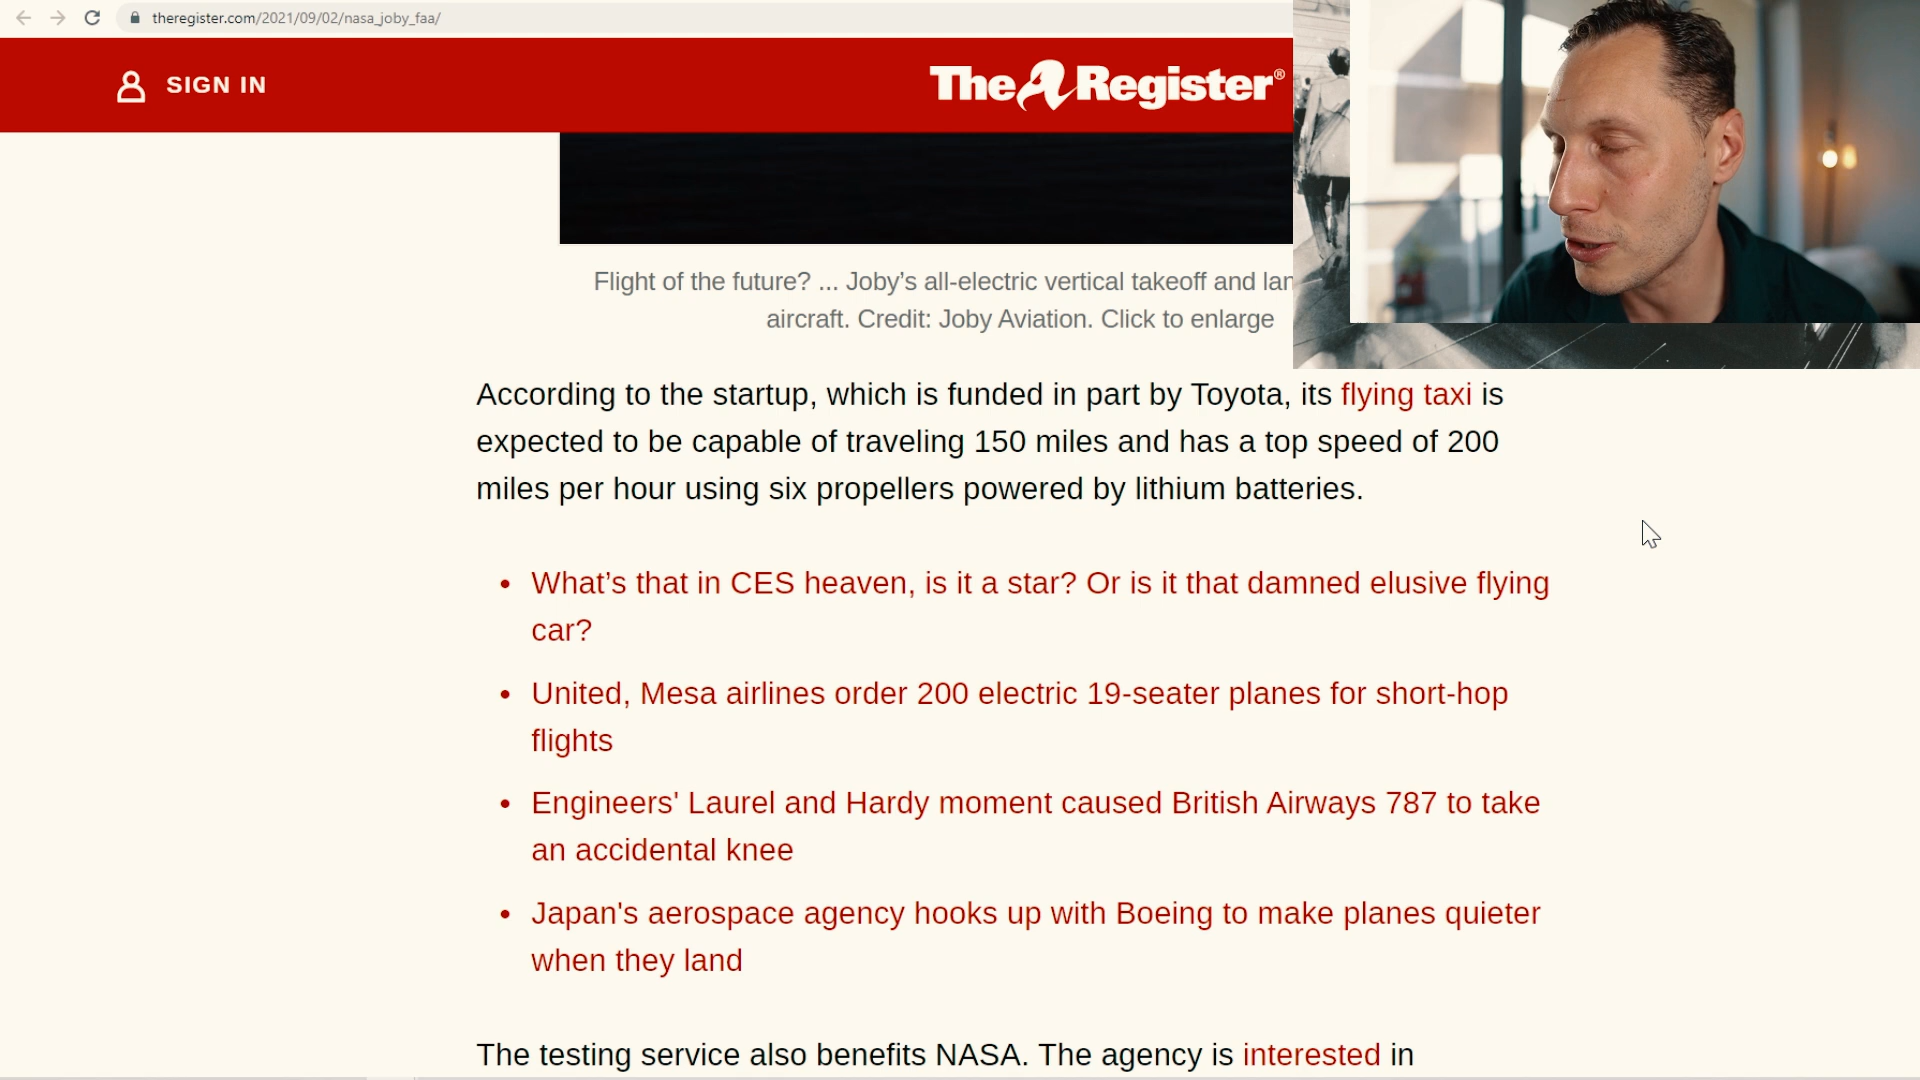 theregister.com/2021/09/02/nasa_joby_faa/
SIGN IN
The Register®
Flight of the future? ... Joby’s all-electric vertical takeoff and
aircraft. Credit: Joby Aviation. Click to enlarge
According to the startup, which is funded in part by Toyota, its flying taxi is
expected to be capable of traveling 150 miles and has a top speed of 200
miles per hour using six propellers powered by lithium batteries.
• What’s that in CES heaven, is it a star? Or is it that damned elusive flying
car?
• United, Mesa airlines order 200 electric 19-seater planes for short-hop
flights
• Engineers' Laurel and Hardy moment caused British Airways 787 to take
an accidental knee
• Japan's aerospace agency hooks up with Boeing to make planes quieter
when they land
The testing service also benefits NASA. The agency is interested in